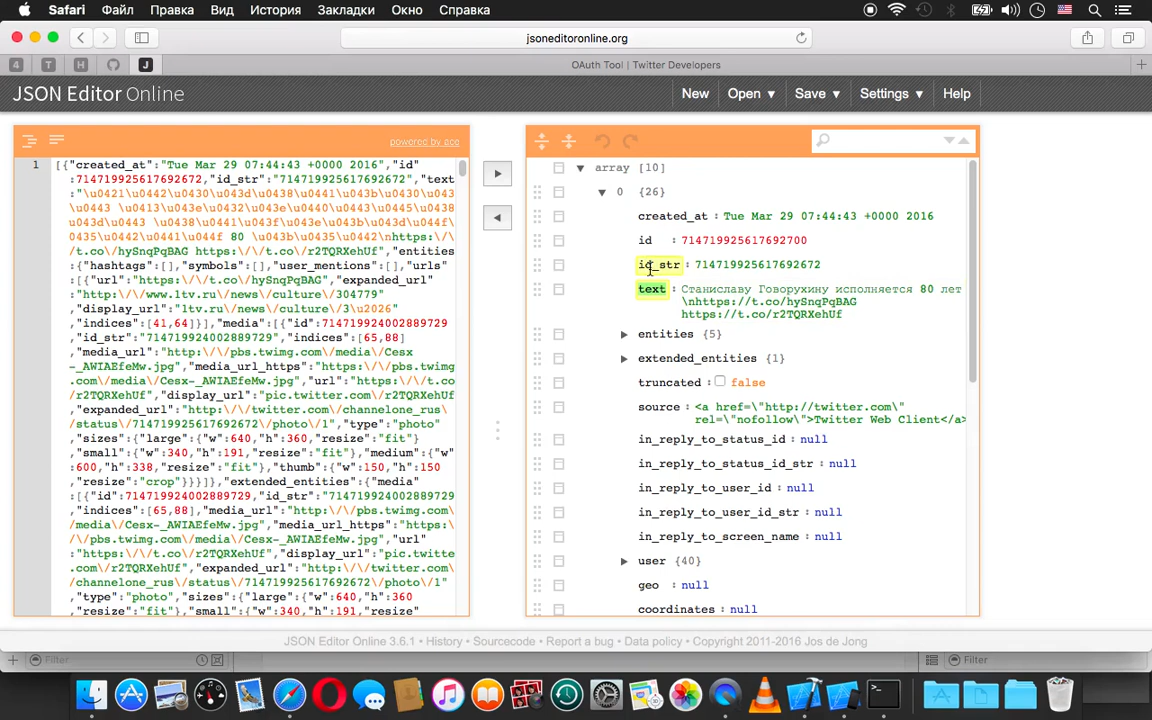 Safari Файл Правка Вид История Закладки Окно Справка
jsoneditoronline.org
4 T H J OAuth Tool | Twitter Developers
JSON Editor Online New Open ▾ Save ▾ Settings ▾ Help
powered by ace
1 [{"created_at":"Tue Mar 29 07:44:43 +0000 2016","id"
:714719925617692672,"id_str":"714719925617692672","text"
:"\u0421\u0442\u0430\u043d\u0438\u0441\u043b\u0430\u0432
\u0443 \u0413\u043e\u0432\u043e\u0440\u0443\u0445\u0438
\u043d\u0443 \u0438\u0441\u043f\u043e\u043b\u043d\u044f
\u0435\u0442\u0441\u044f 80 \u043b\u0435\u0442\nhttps:\/\
/t.co\/hySnqPqBAG https:\/\/t.co\/r2TQRXehUf","entities"
:{"hashtags":[],"symbols":[],"user_mentions":[],"urls"
:[{"url":"https:\/\/t.co\/hySnqPqBAG","expanded_url"
:"http:\/\/www.1tv.ru\/news\/culture\/304779"
,"display_url":"1tv.ru\/news\/culture\/3\u2026"
,"indices":[41,64]}],"media":[{"id":714719924002889729
,"id_str":"714719924002889729","indices":[65,88]
,"media_url":"http:\/\/pbs.twimg.com\/media\/Cesx
-_AWIAEfeMw.jpg","media_url_https":"https:\/\/pbs.twimg
.com\/media\/Cesx-_AWIAEfeMw.jpg","url":"https:\/\/t.co
\/r2TQRXehUf","display_url":"pic.twitter.com\/r2TQRXehUf"
,"expanded_url":"http:\/\/twitter.com\/channelone_rus\
/status\/714719925617692672\/photo\/1","type":"photo"
,"sizes":{"large":{"w":640,"h":360,"resize":"fit"}
,"small":{"w":340,"h":191,"resize":"fit"},"medium":{"w"
:600,"h":338,"resize":"fit"},"thumb":{"w":150,"h":150
,"resize":"crop"}}}]},"extended_entities":{"media"
:[{"id":714719924002889729,"id_str":"714719924002889729"
,"indices":[65,88],"media_url":"http:\/\/pbs.twimg.com\
/media\/Cesx-_AWIAEfeMw.jpg","media_url_https":"https:\
/\/pbs.twimg.com\/media\/Cesx-_AWIAEfeMw.jpg","url"
:"https:\/\/t.co\/r2TQRXehUf","display_url":"pic.twitter
.com\/r2TQRXehUf","expanded_url":"http:\/\/twitter.com\
/channelone_rus\/status\/714719925617692672\/photo\/1"
,"type":"photo","sizes":{"large":{"w":640,"h":360
,"resize":"fit"},"small":{"w":340,"h":191,"resize"
array [10]
0 {26}
created_at : Tue Mar 29 07:44:43 +0000 2016
id : 714719925617692700
id_str : 714719925617692672
text : Станиславу Говорухину исполняется 80 лет
\nhttps://t.co/hySnqPqBAG
https://t.co/r2TQRXehUf
entities {5}
extended_entities {1}
truncated : false
source : <a href=\"http://twitter.com\"
rel=\"nofollow\">Twitter Web Client</a>
in_reply_to_status_id : null
in_reply_to_status_id_str : null
in_reply_to_user_id : null
in_reply_to_user_id_str : null
in_reply_to_screen_name : null
user {40}
geo : null
coordinates : null
JSON Editor Online 3.6.1 • History • Sourcecode • Report a bug • Data policy • Copyright 2011-2016 Jos de Jong
Filter Filter